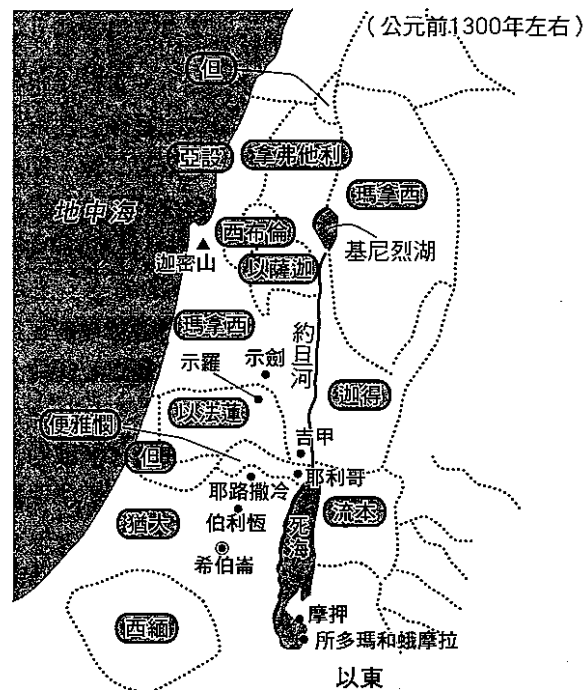 (公元前1300年左右)
但
亞設
拿弗他利
瑪拿西
地中海
西布倫
基尼烈湖
迦密山
以薩迦
瑪拿西
約旦河
示劍
示羅
迦得
以法蓮
便雅憫
吉甲
但
耶利哥
耶路撒冷
流本
猶大
伯利恆
死海
希伯崙
西緬
摩押
所多瑪和蛾摩拉
以東